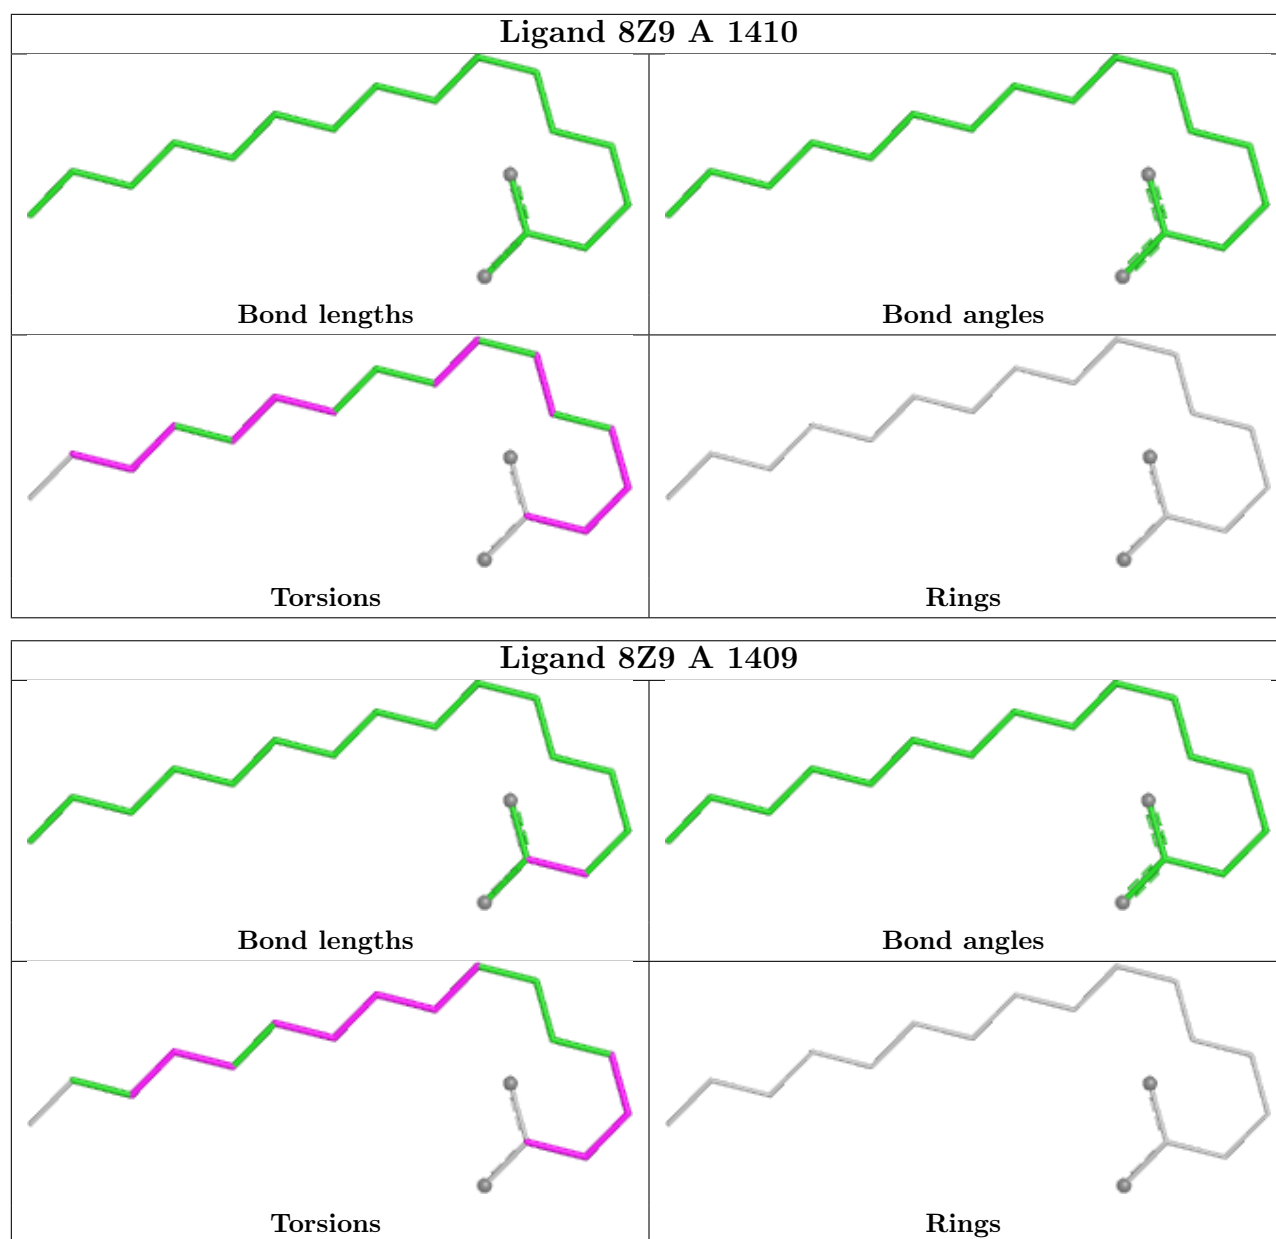 Ligand 8Z9 A 1410
Bond lengths
Bond angles
Torsions
Rings
Ligand 8Z9 A 1409
Bond lengths
Bond angles
Torsions
Rings